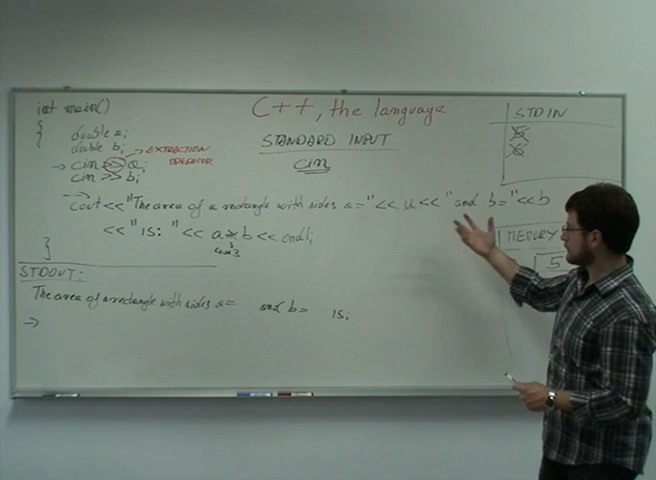 int main()
{
double a;
double b;
cin >> a;
cin >> b;
EXTRACTION OPERATOR
C++, the language
STANDARD INPUT
cin
STDIN
cout << "The area of a rectangle with sides a=" << a << " and b=" << b
<< " is: " << a * b << endl;
}
MEMORY
5
STDOUT:
The area of a rectangle with sides a= and b= is: